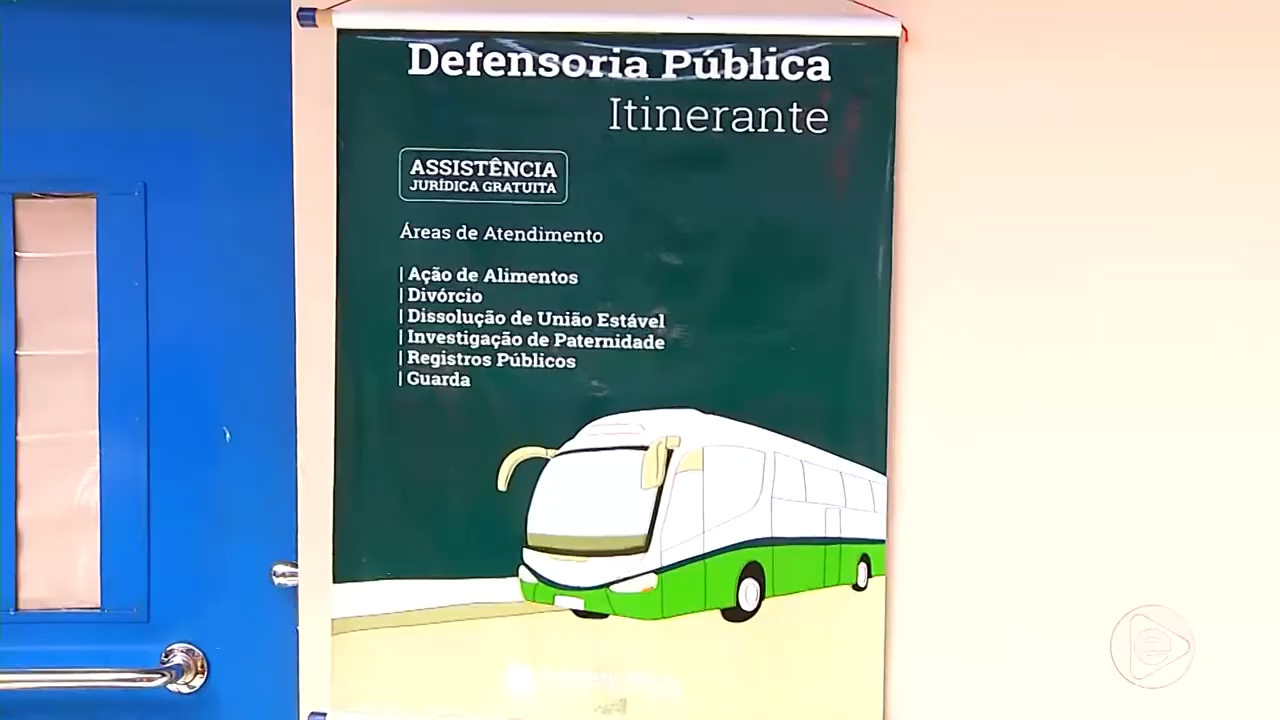 Defensoria Pública
Itinerante
ASSISTÊNCIA
JURÍDICA GRATUITA
Áreas de Atendimento
| Ação de Alimentos
| Divórcio
| Dissolução de União Estável
| Investigação de Paternidade
| Registros Públicos
| Guarda
e